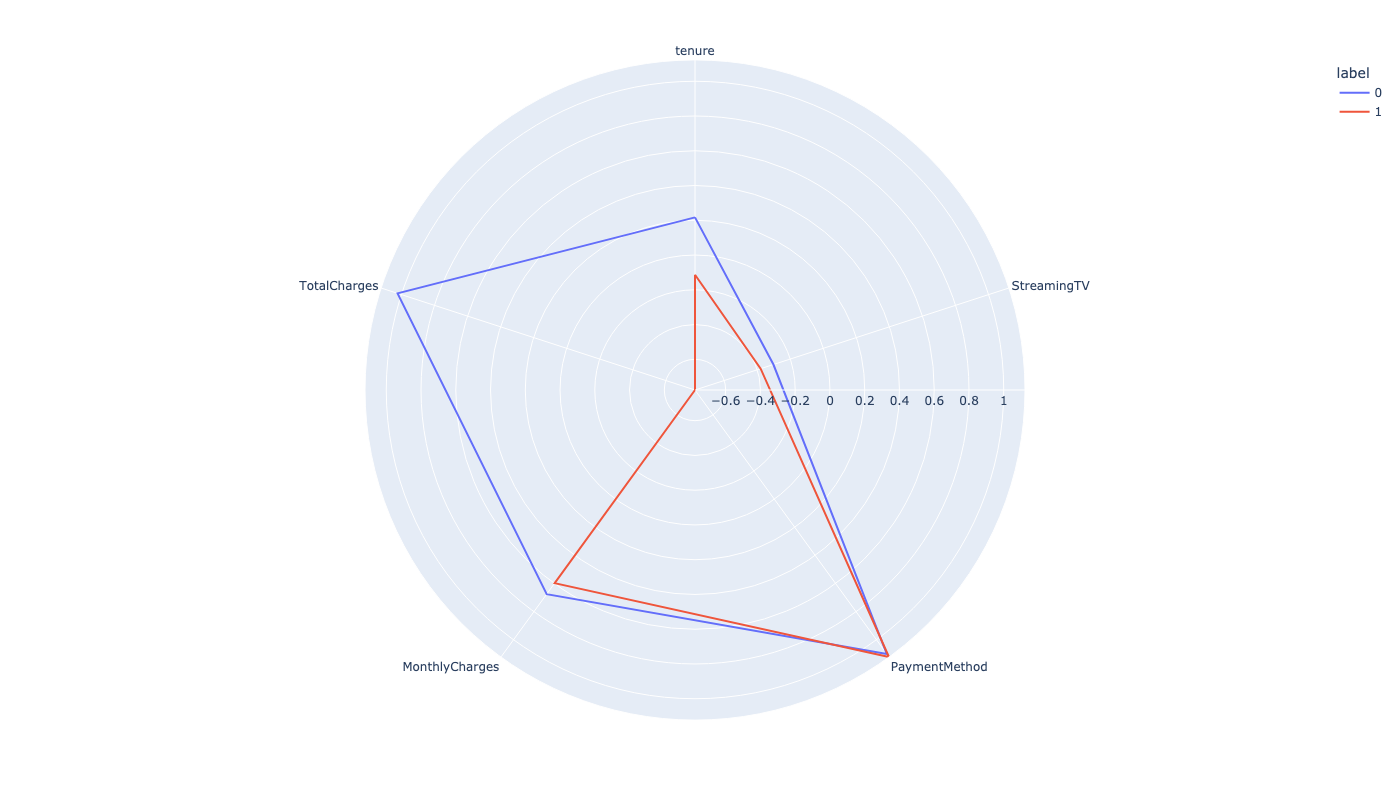 tenure
label
0
1
TotalCharges
StreamingTV
−0.6 −0.4 −0.2 0 0.2 0.4 0.6 0.8 1
MonthlyCharges
PaymentMethod